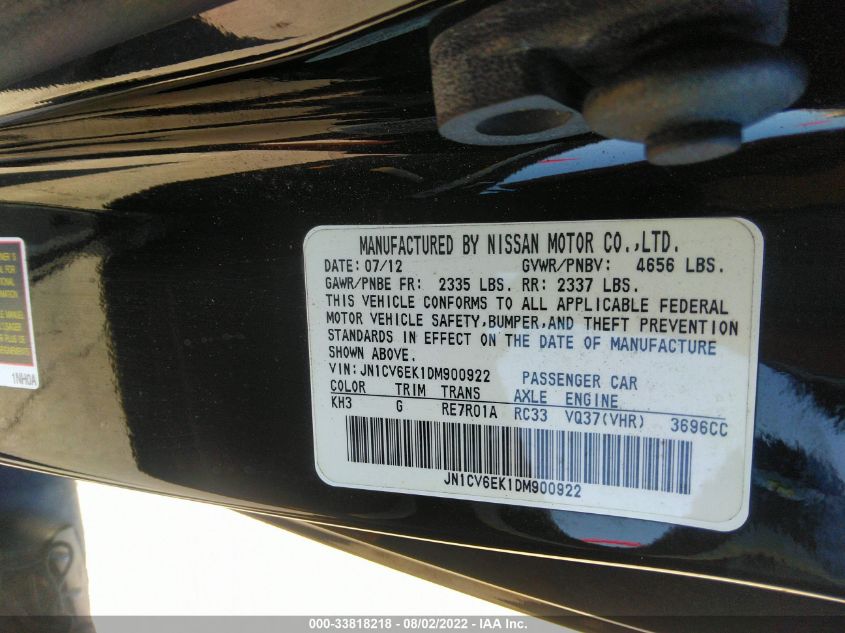 MANUFACTURED BY NISSAN MOTOR CO.,LTD.
DATE: 07/12 GVWR/PNBV: 4656 LBS.
GAWR/PNBE FR: 2335 LBS. RR: 2337 LBS.
THIS VEHICLE CONFORMS TO ALL APPLICABLE FEDERAL
MOTOR VEHICLE SAFETY,BUMPER,AND THEFT PREVENTION
STANDARDS IN EFFECT ON THE DATE OF MANUFACTURE
SHOWN ABOVE.
VIN: JN1CV6EK1DM900922 PASSENGER CAR
COLOR TRIM TRANS AXLE ENGINE
KH3 G RE7R01A RC33 VQ37(VHR) 3696CC
JN1CV6EK1DM900922
1NH0A
000-33818218 - 08/02/2022 - IAA Inc.